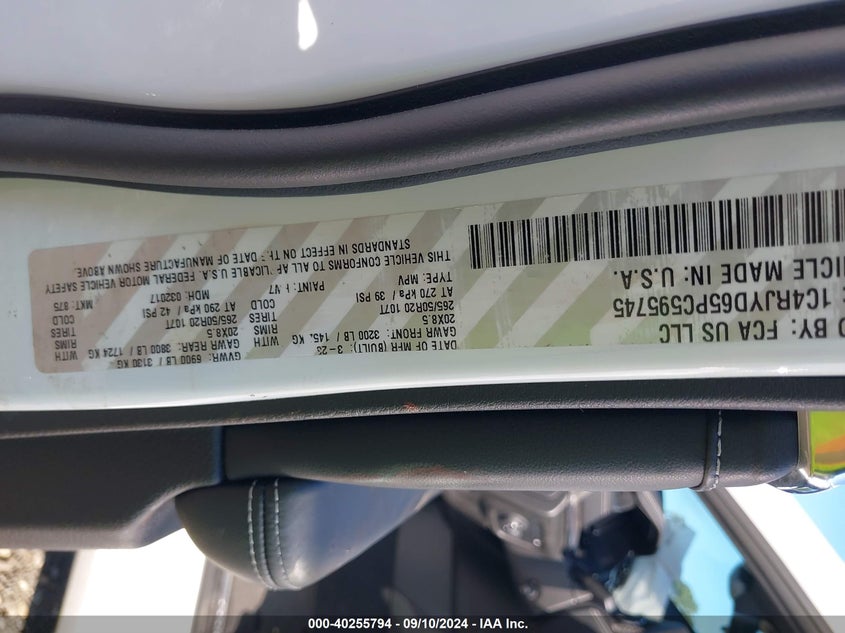 D BY: FCA US LLC
DATE OF MFR (BUILT): 3-23
GVWR: 6900 LB / 3130 KG
GAWR FRONT: 3200 LB / 145 KG
GAWR REAR: 3800 LB / 1724 KG
20X8.5 RIMS WITH
20X8.5 RIMS WITH
265/50R20 107T TIRES
265/50R20 107T TIRES
AT 270 kPa / 39 PSI COLD
AT 290 kPa / 42 PSI COLD
TYPE: MPV PAINT: W7 MDH: 032017 MKT: 875
THIS VEHICLE CONFORMS TO ALL APPLICABLE U.S.A. FEDERAL MOTOR VEHICLE SAFETY
STANDARDS IN EFFECT ON THE DATE OF MANUFACTURE SHOWN ABOVE.
: 1C4RJYD65PC595745
HICLE MADE IN: U.S.A.
000-40255794 - 09/10/2024 - IAA Inc.